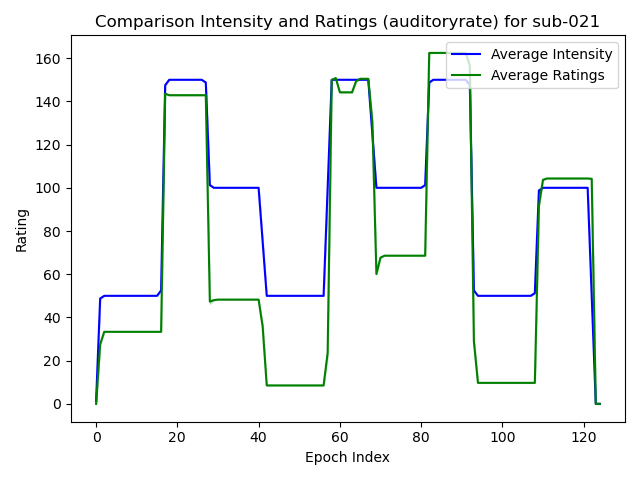 Comparison Intensity and Ratings (auditoryrate) for sub-021
Average Intensity
Average Ratings
Rating
160
140
120
100
80
60
40
20
0
0 20 40 60 80 100 120
Epoch Index